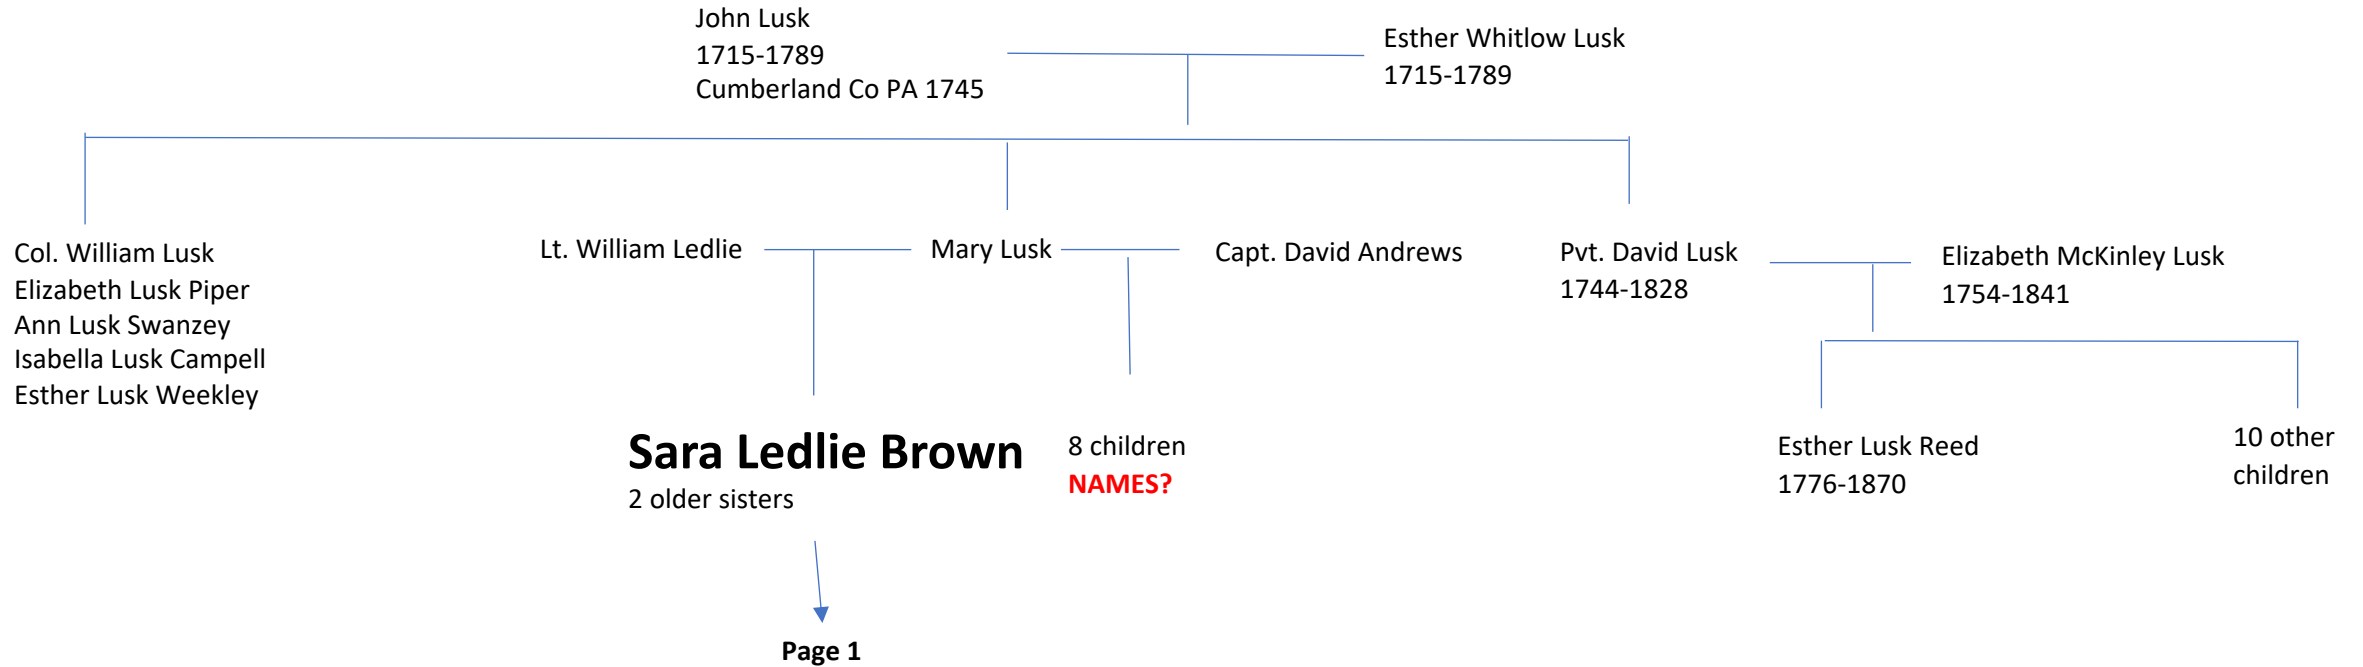 John Lusk
1715-1789
Cumberland Co PA 1745
Esther Whitlow Lusk
1715-1789
Col. William Lusk
Elizabeth Lusk Piper
Ann Lusk Swanzey
Isabella Lusk Campell
Esther Lusk Weekley
Lt. William Ledlie
Mary Lusk
Capt. David Andrews
Pvt. David Lusk
1744-1828
Elizabeth McKinley Lusk
1754-1841
Sara Ledlie Brown
2 older sisters
8 children
NAMES?
Esther Lusk Reed
1776-1870
10 other
children
Page 1